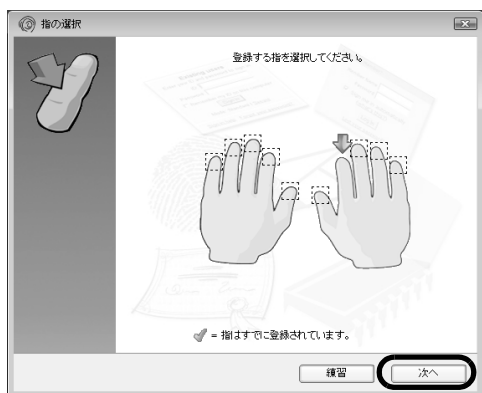 指の選択
登録する指を選択してください。
= 指はすでに登録されています。
練習
次へ